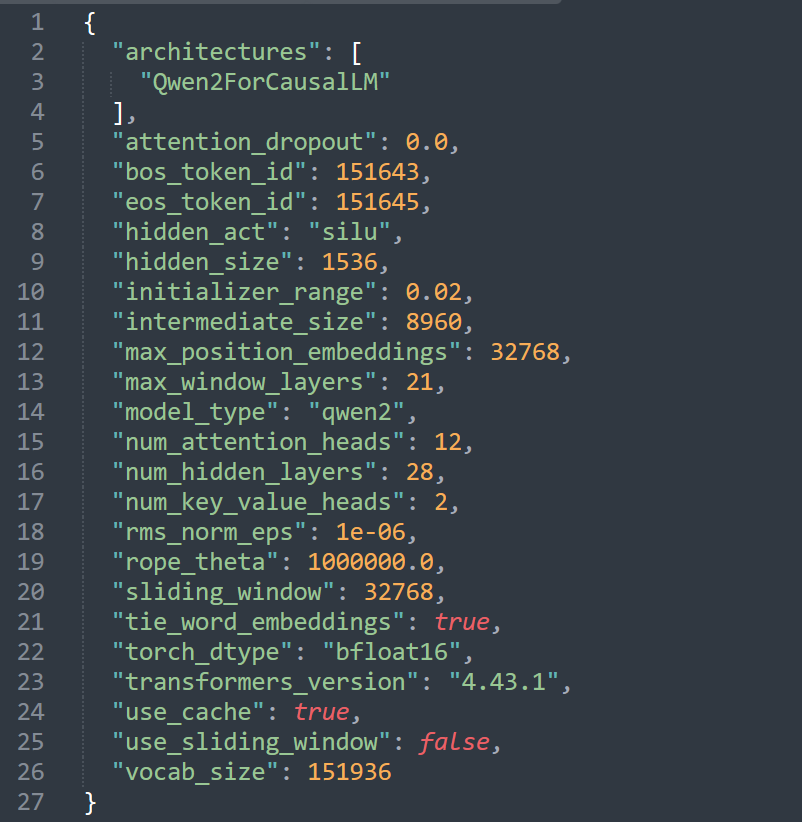 1 {
2 "architectures": [
3 "Qwen2ForCausalLM"
4 ],
5 "attention_dropout": 0.0,
6 "bos_token_id": 151643,
7 "eos_token_id": 151645,
8 "hidden_act": "silu",
9 "hidden_size": 1536,
10 "initializer_range": 0.02,
11 "intermediate_size": 8960,
12 "max_position_embeddings": 32768,
13 "max_window_layers": 21,
14 "model_type": "qwen2",
15 "num_attention_heads": 12,
16 "num_hidden_layers": 28,
17 "num_key_value_heads": 2,
18 "rms_norm_eps": 1e-06,
19 "rope_theta": 1000000.0,
20 "sliding_window": 32768,
21 "tie_word_embeddings": true,
22 "torch_dtype": "bfloat16",
23 "transformers_version": "4.43.1",
24 "use_cache": true,
25 "use_sliding_window": false,
26 "vocab_size": 151936
27 }